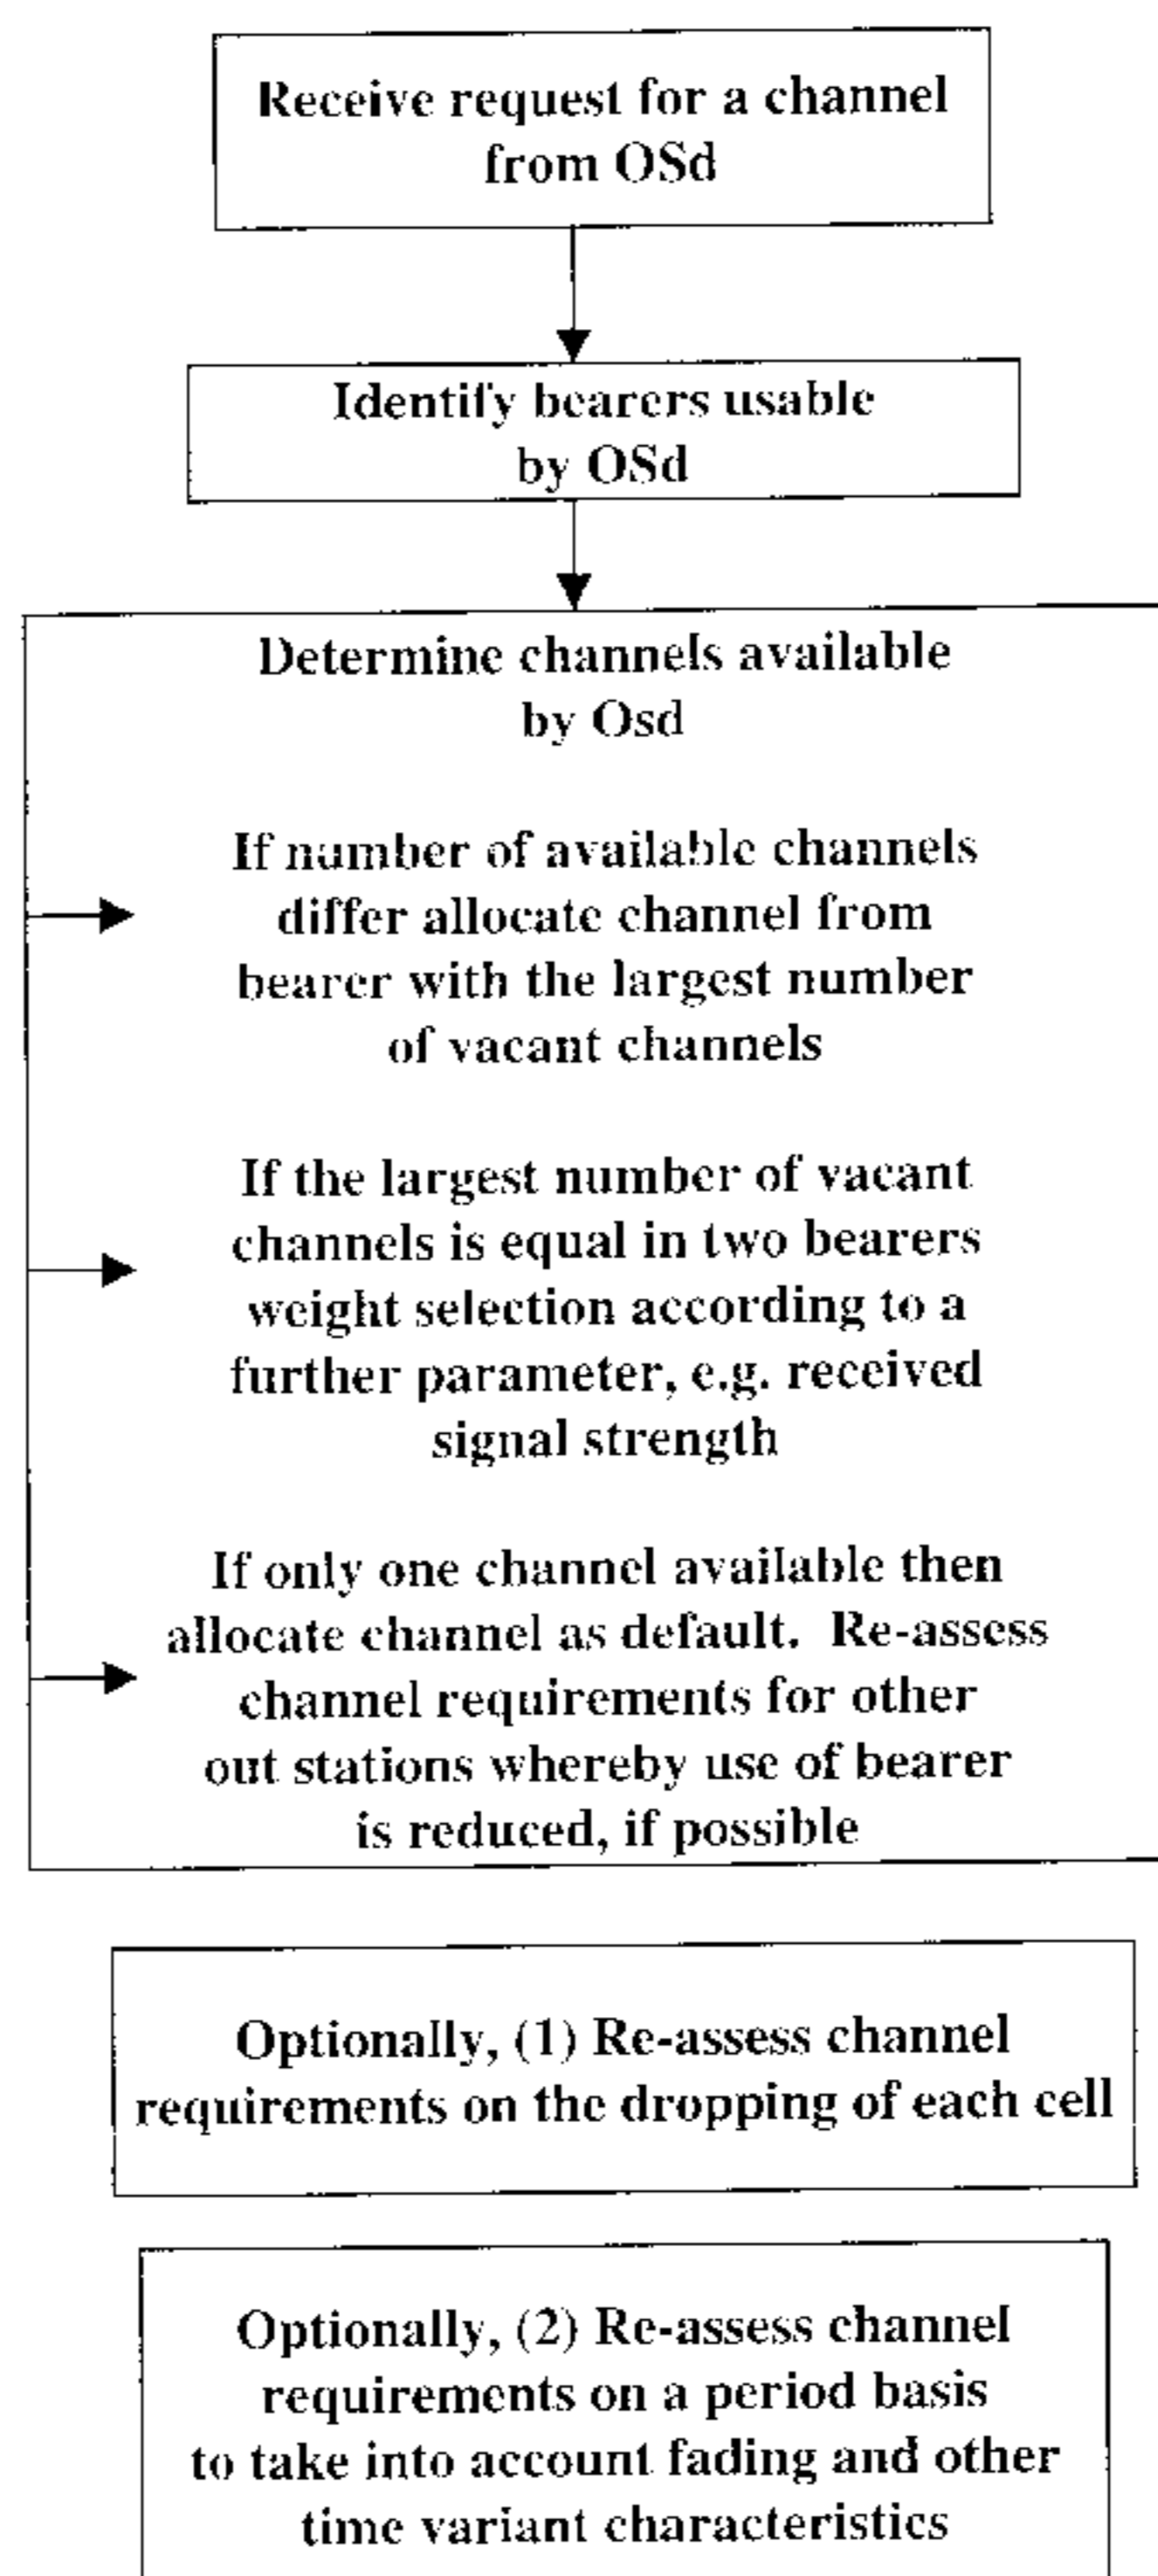 Receive request for a channel
from OSd
Identify bearers usable
by OSd
Determine channels available
by Osd
If number of available channels
differ allocate channel from
bearer with the largest number
of vacant channels
If the largest number of vacant
channels is equal in two bearers
weight selection according to a
further parameter, e.g. received
signal strength
If only one channel available then
allocate channel as default. Re-assess
channel requirements for other
out stations whereby use of bearer
is reduced, if possible
Optionally, (1) Re-assess channel
requirements on the dropping of each cell
Optionally, (2) Re-assess channel
requirements on a period basis
to take into account fading and other
time variant characteristics